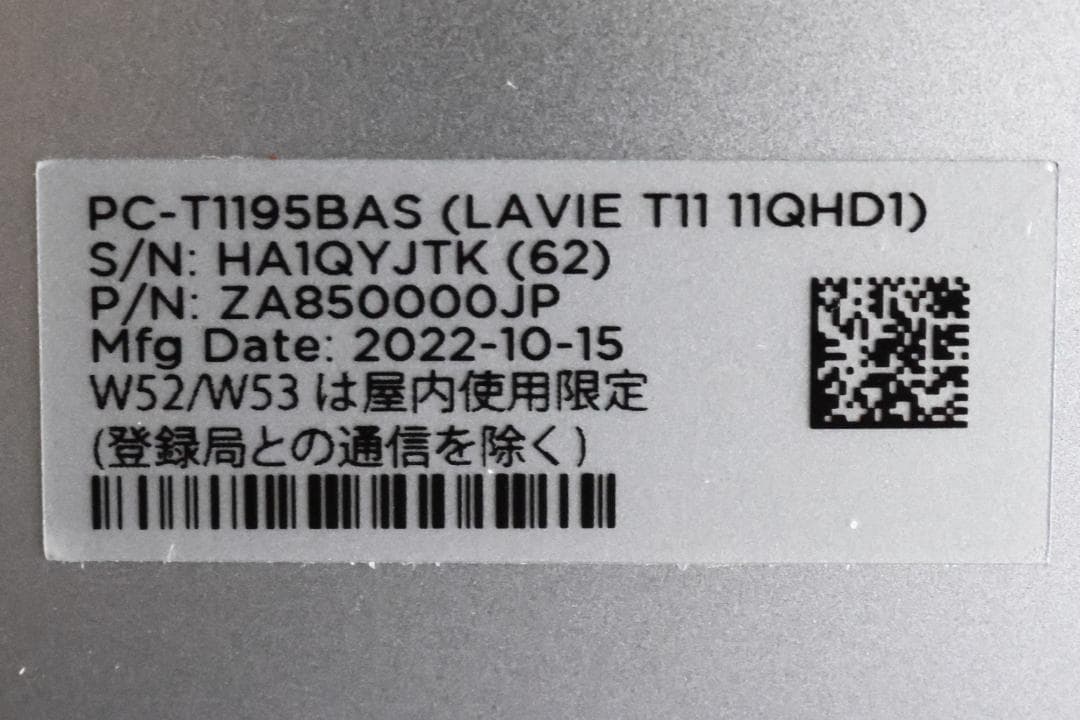 PC-T1195BAS (LAVIE T11 11QHD1)
S/N: HA1QYJTK (62)
P/N: ZA850000JP
Mfg Date: 2022-10-15
W52/W53 は屋内使用限定
(登録局との通信を除く)